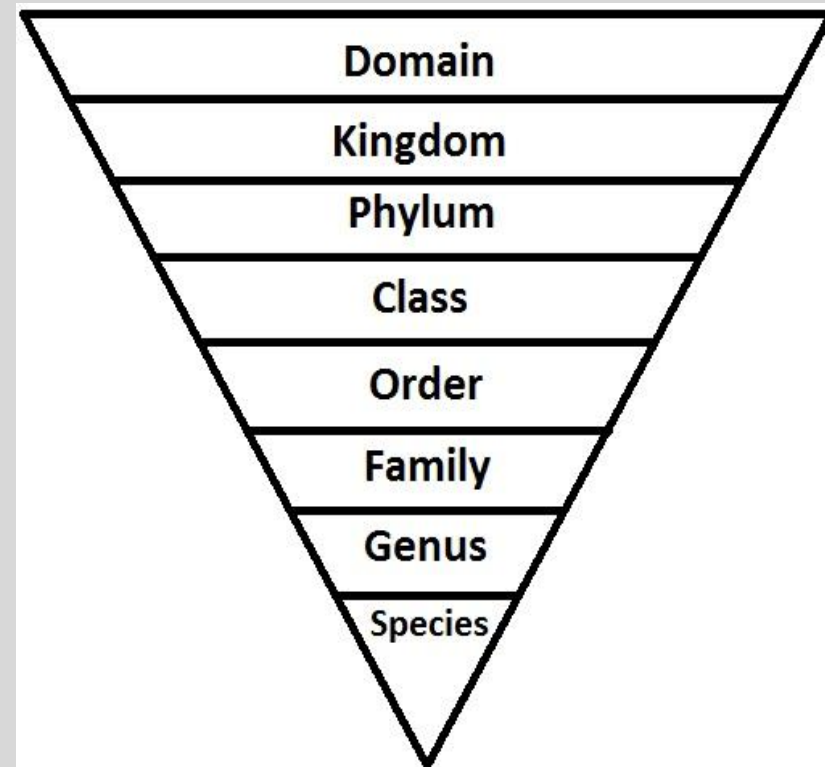 Domain
Kingdom
Phylum
Class
Order
Family
Genus
Species